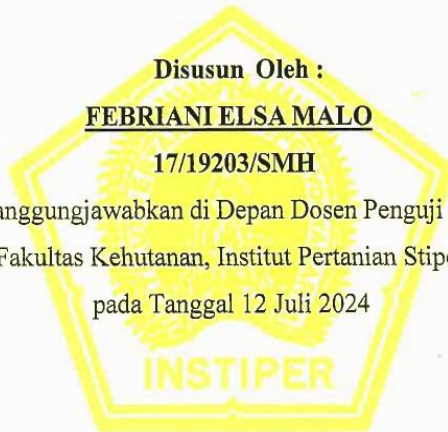 Disusun Oleh :
FEBRIANI ELSA MALO
17/19203/SMH
anggungjawabkan di Depan Dosen Penguji
Fakultas Kehutanan, Institut Pertanian Stipe
pada Tanggal 12 Juli 2024
INSTIPER